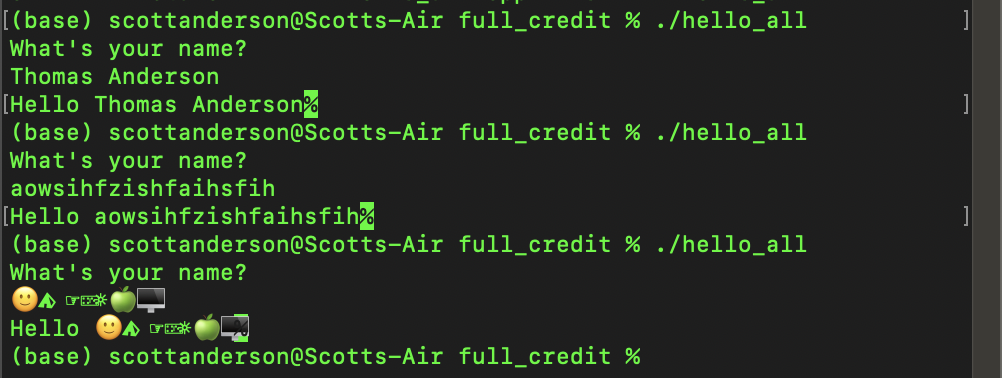 [(base) scottanderson@Scotts-Air full_credit % ./hello_all ]
What's your name?
Thomas Anderson
[Hello Thomas Anderson% ]
(base) scottanderson@Scotts-Air full_credit % ./hello_all
What's your name?
aowsihfzishfaihsfih
[Hello aowsihfzishfaihsfih% ]
(base) scottanderson@Scotts-Air full_credit % ./hello_all
What's your name?
🙂⛺︎ ☞⌨☀︎🍏🖥️
Hello 🙂⛺︎ ☞⌨☀︎🍏🖥️%
(base) scottanderson@Scotts-Air full_credit %